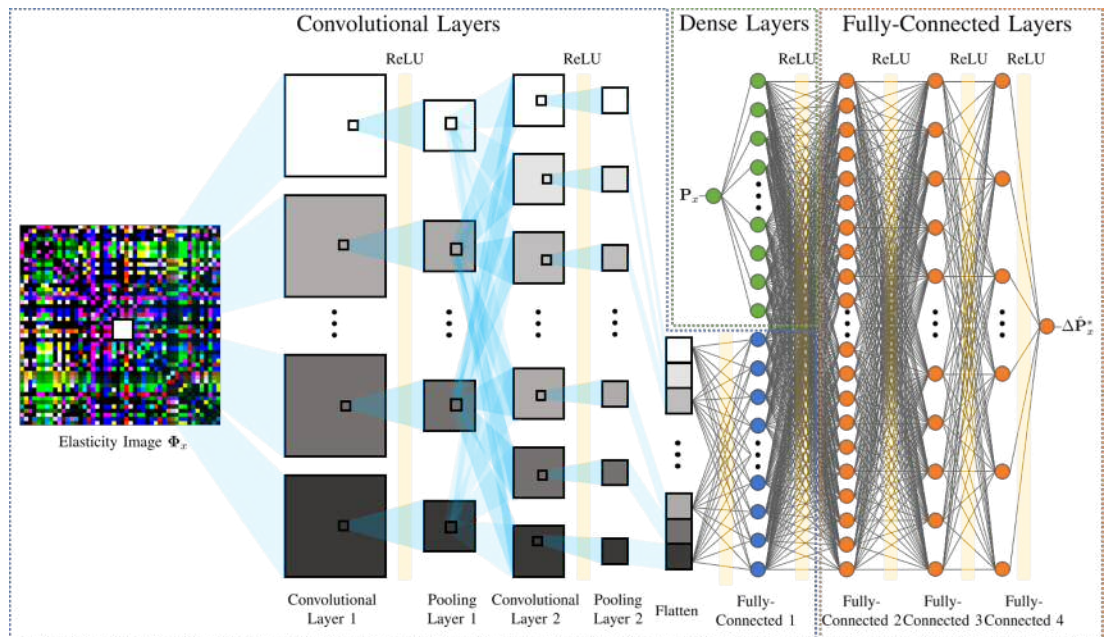 Convolutional Layers
Dense Layers
Fully-Connected Layers
ReLU
ReLU
ReLU
ReLU
ReLU
ReLU
P_x
ΔP̂*_x
Elasticity Image Φ_x
Convolutional
Layer 1
Pooling
Layer 1
Convolutional
Layer 2
Pooling
Layer 2
Flatten
Fully-
Connected 1
Fully-
Connected 2
Fully-
Connected 3
Fully-
Connected 4